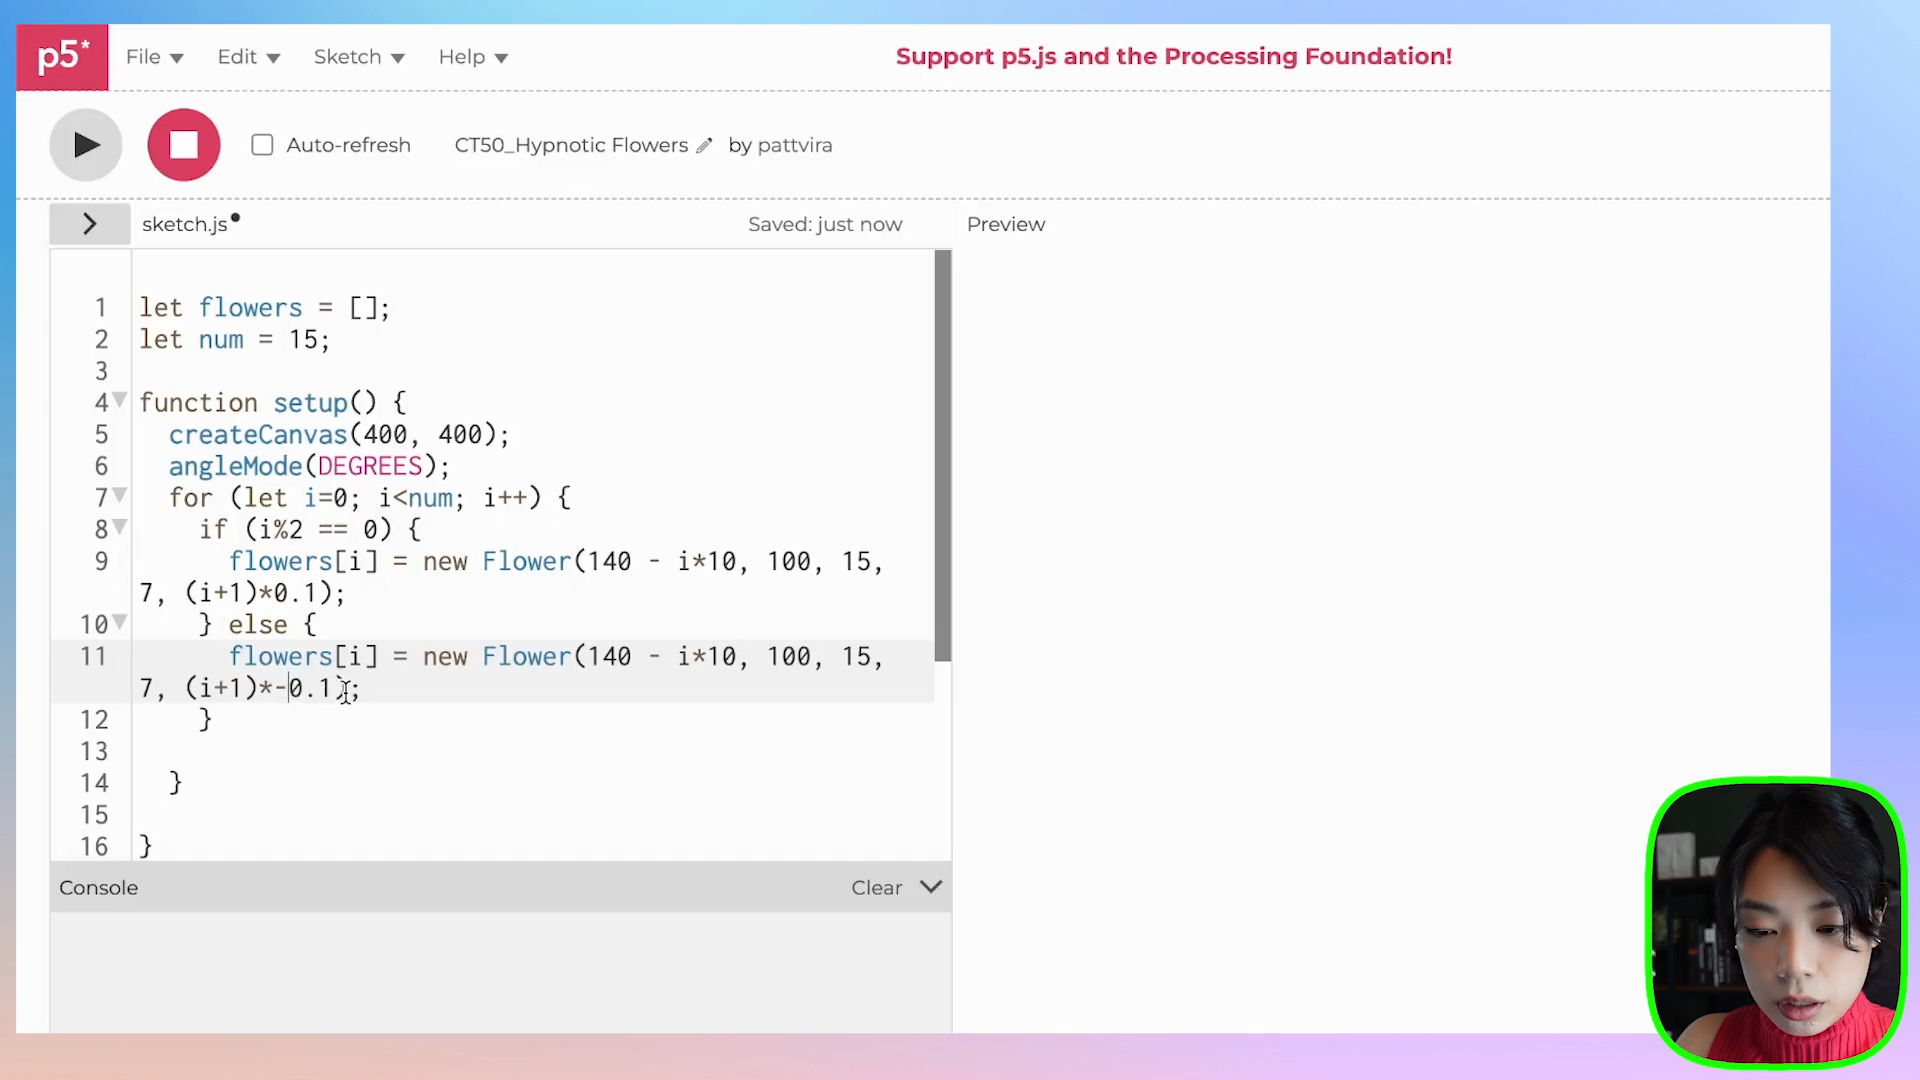 p5* File Edit Sketch Help Support p5.js and the Processing Foundation!
Auto-refresh CT50_Hypnotic Flowers by pattvira
sketch.js Saved: just now Preview
1 let flowers = [];
2 let num = 15;
3
4 function setup() {
5 createCanvas(400, 400);
6 angleMode(DEGREES);
7 for (let i=0; i<num; i++) {
8 if (i%2 == 0) {
9 flowers[i] = new Flower(140 - i*10, 100, 15,
7, (i+1)*0.1);
10 } else {
11 flowers[i] = new Flower(140 - i*10, 100, 15,
7, (i+1)*-0.1);
12 }
13
14 }
15
16 }
Console Clear